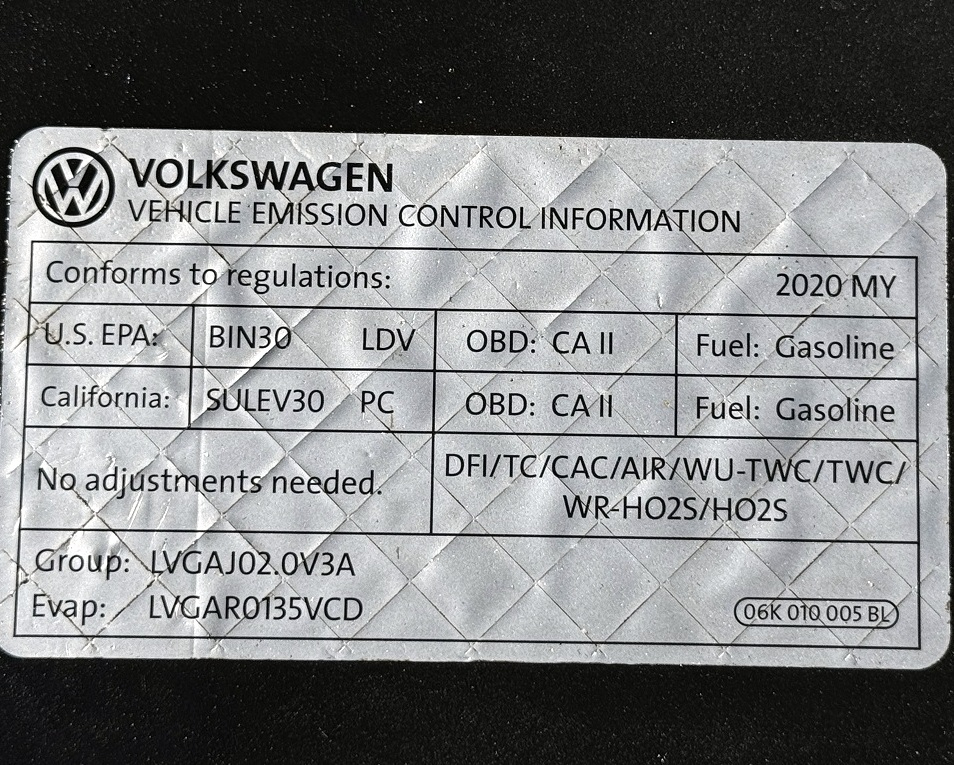 VOLKSWAGEN
VEHICLE EMISSION CONTROL INFORMATION
Conforms to regulations: 2020 MY
U.S. EPA: BIN30 LDV OBD: CA II Fuel: Gasoline
California: SULEV30 PC OBD: CA II Fuel: Gasoline
No adjustments needed.
DFI/TC/CAC/AIR/WU-TWC/TWC/
WR-HO2S/HO2S
Group: LVGAJ02.0V3A
Evap: LVGAR0135VCD
06K 010 005 BL